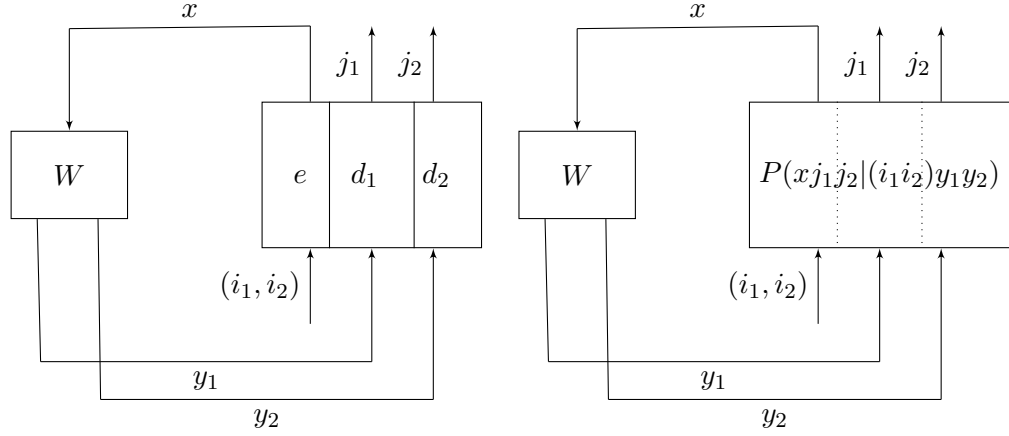 x
j₁ j₂
W
e d₁ d₂
(i₁, i₂)
y₁
y₂
x
j₁ j₂
W
P(xj₁j₂|(i₁i₂)y₁y₂)
(i₁, i₂)
y₁
y₂